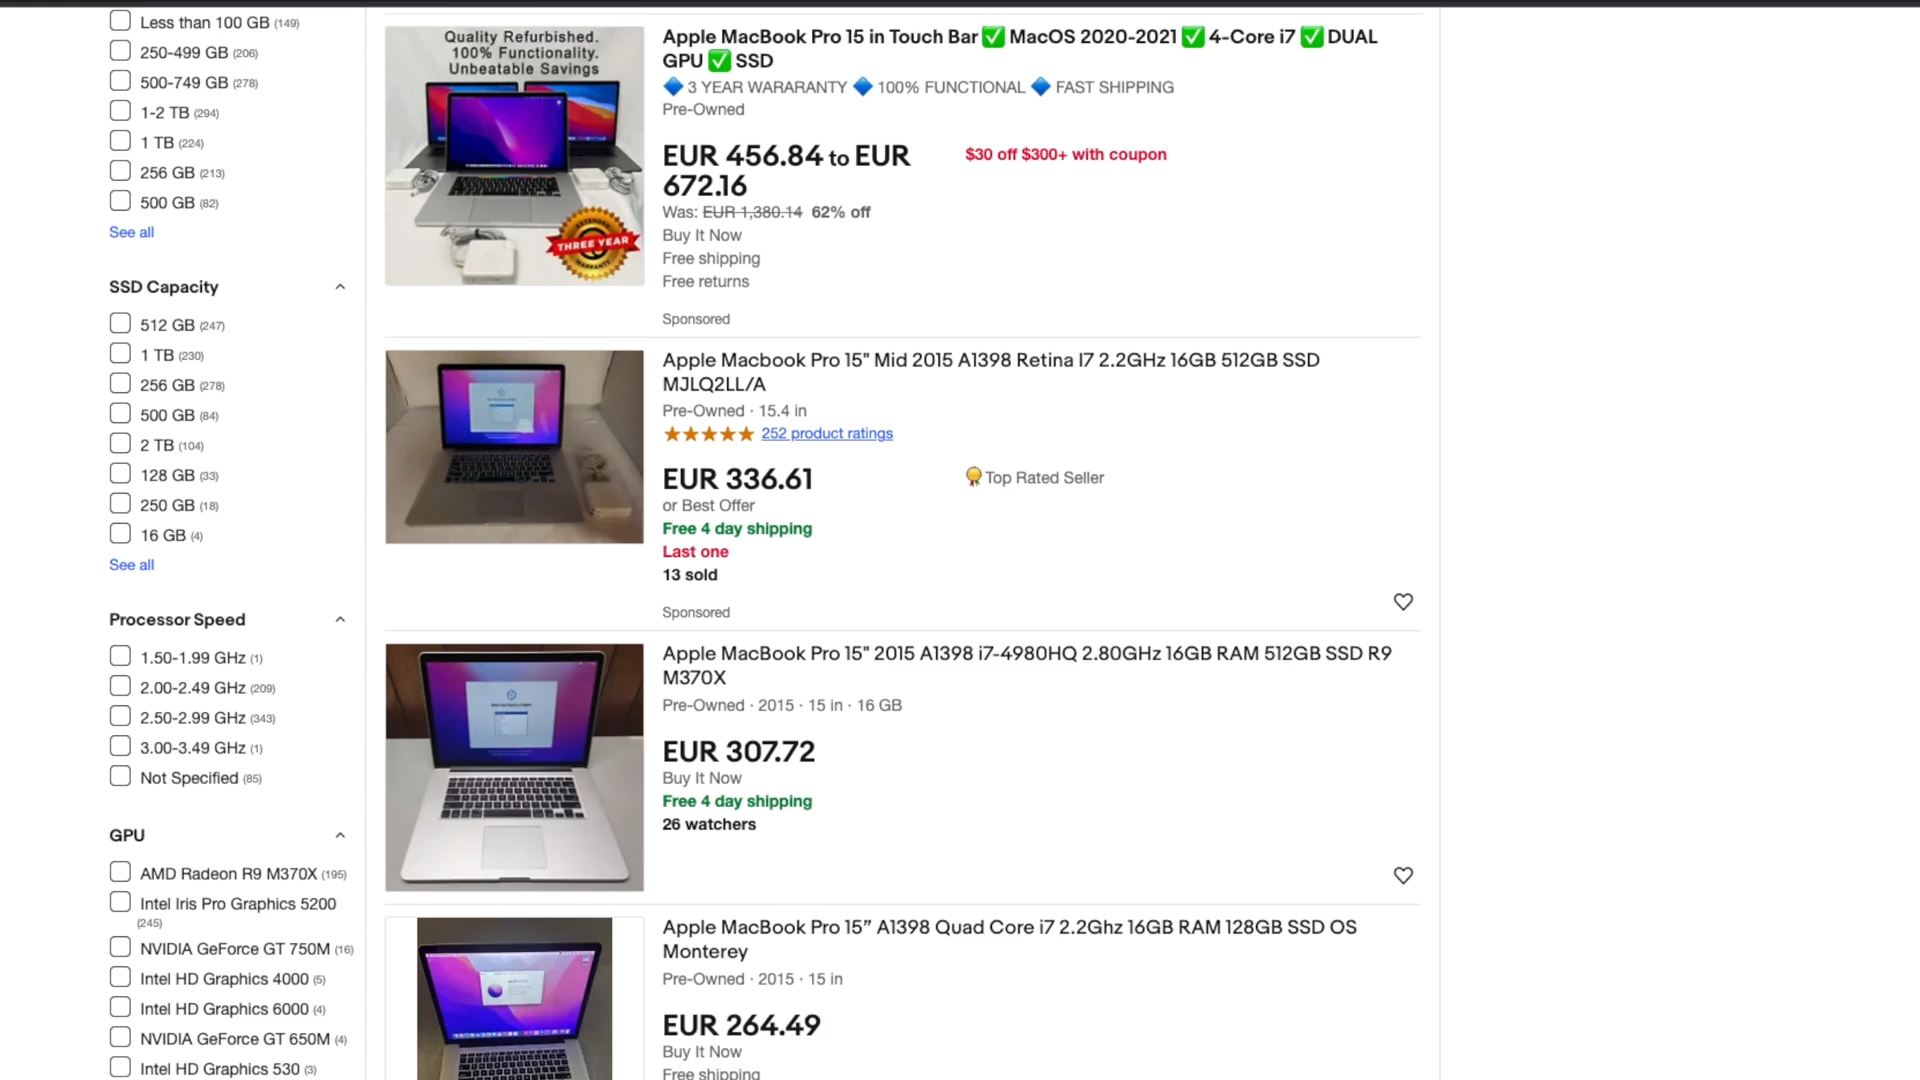 Less than 100 GB (149)
250-499 GB (206)
500-749 GB (278)
1-2 TB (294)
1 TB (224)
256 GB (213)
500 GB (82)
See all
SSD Capacity
512 GB (247)
1 TB (230)
256 GB (278)
500 GB (84)
2 TB (104)
128 GB (33)
250 GB (18)
16 GB (4)
See all
Processor Speed
1.50-1.99 GHz (1)
2.00-2.49 GHz (209)
2.50-2.99 GHz (343)
3.00-3.49 GHz (1)
Not Specified (85)
GPU
AMD Radeon R9 M370X (195)
Intel Iris Pro Graphics 5200
(245)
NVIDIA GeForce GT 750M (16)
Intel HD Graphics 4000 (5)
Intel HD Graphics 6000 (4)
NVIDIA GeForce GT 650M (4)
Intel HD Graphics 530 (3)
Quality Refurbished.
100% Functionality.
Unbeatable Savings
EXTENDED
THREE YEAR
WARRANTY
Apple MacBook Pro 15 in Touch Bar ✅ MacOS 2020-2021 ✅ 4-Core i7 ✅ DUAL
GPU ✅ SSD
🔷 3 YEAR WARARANTY 🔷 100% FUNCTIONAL 🔷 FAST SHIPPING
Pre-Owned
EUR 456.84 to EUR
672.16
$30 off $300+ with coupon
Was: EUR 1,380.14 62% off
Buy It Now
Free shipping
Free returns
Sponsored
Apple Macbook Pro 15" Mid 2015 A1398 Retina I7 2.2GHz 16GB 512GB SSD
MJLQ2LL/A
Pre-Owned · 15.4 in
252 product ratings
EUR 336.61
Top Rated Seller
or Best Offer
Free 4 day shipping
Last one
13 sold
Sponsored
Apple MacBook Pro 15" 2015 A1398 i7-4980HQ 2.80GHz 16GB RAM 512GB SSD R9
M370X
Pre-Owned · 2015 · 15 in · 16 GB
EUR 307.72
Buy It Now
Free 4 day shipping
26 watchers
Apple MacBook Pro 15” A1398 Quad Core i7 2.2Ghz 16GB RAM 128GB SSD OS
Monterey
Pre-Owned · 2015 · 15 in
EUR 264.49
Buy It Now
Free shipping